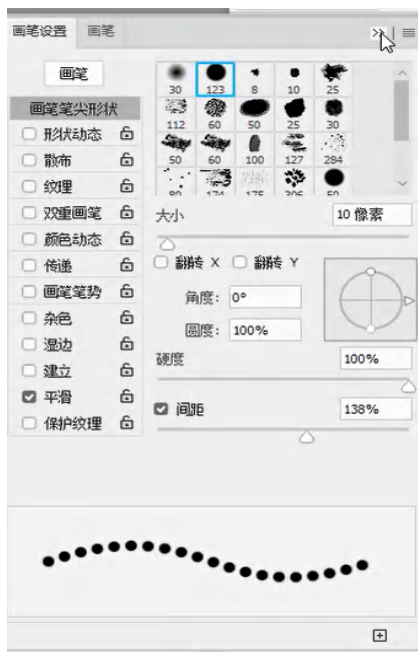 画笔设置 画笔
画笔
30 123 8 10 25
画笔笔尖形状
112 60 50 25 30
形状动态
散布
50 60 100 127 284
纹理
174 175 306 50
双重画笔
大小 10 像素
颜色动态
传递
翻转 X 翻转 Y
画笔笔势
角度: 0°
杂色
圆度: 100%
湿边
硬度 100%
建立
平滑
间距 138%
保护纹理